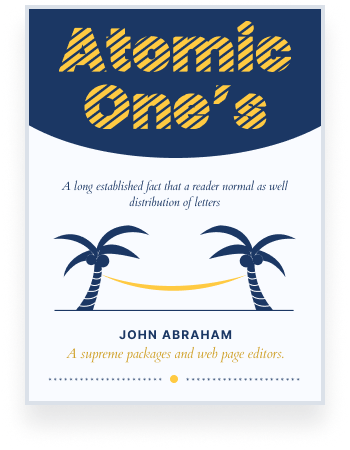 Atomic
One's
A long established fact that a reader normal as well
distribution of letters
JOHN ABRAHAM
A supreme packages and web page editors.